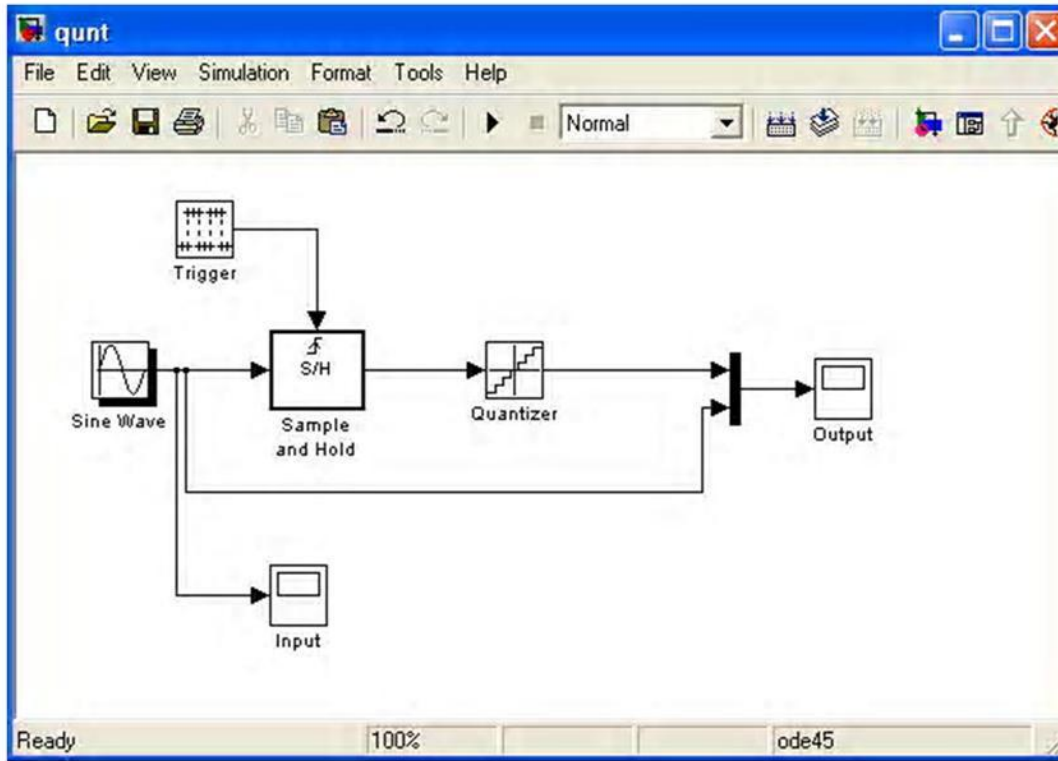 qunt
File Edit View Simulation Format Tools Help
Normal
Trigger
S/H
Sine Wave
Sample
and Hold
Quantizer
Output
Input
Ready 100% ode45